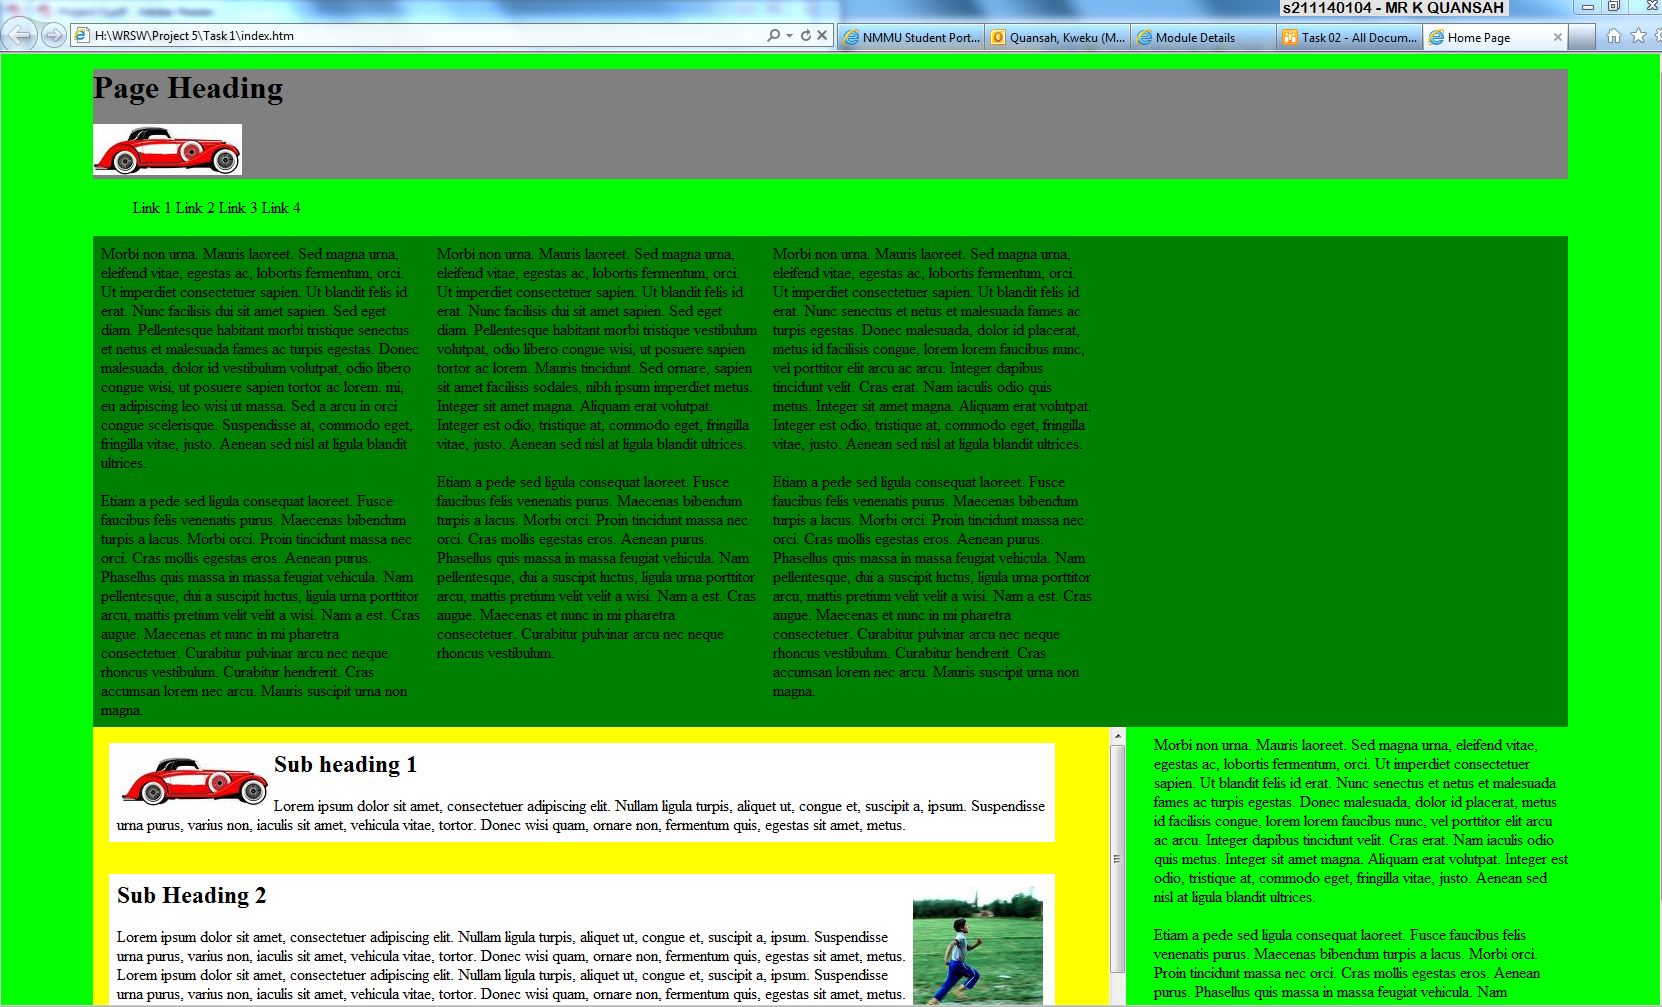 s211140104 - MR K QUANSAH
H:\WRSW\Project 5\Task 1\index.htm
NMMU Student Port...
Quansah, Kweku (M...
Module Details
Task 02 - All Docum...
Home Page
Page Heading
Link 1 Link 2 Link 3 Link 4
Morbi non urna. Mauris laoreet. Sed magna urna,
eleifend vitae, egestas ac, lobortis fermentum, orci.
Ut imperdiet consectetuer sapien. Ut blandit felis id
erat. Nunc facilisis dui sit amet sapien. Sed eget
diam. Pellentesque habitant morbi tristique senectus
et netus et malesuada fames ac turpis egestas. Donec
malesuada, dolor id vestibulum volutpat, odio libero
congue wisi, ut posuere sapien tortor ac lorem. mi,
eu adipiscing leo wisi ut massa. Sed a arcu in orci
congue scelerisque. Suspendisse at, commodo eget,
fringilla vitae, justo. Aenean sed nisl at ligula blandit
ultrices.
Etiam a pede sed ligula consequat laoreet. Fusce
faucibus felis venenatis purus. Maecenas bibendum
turpis a lacus. Morbi orci. Proin tincidunt massa nec
orci. Cras mollis egestas eros. Aenean purus.
Phasellus quis massa in massa feugiat vehicula. Nam
pellentesque, dui a suscipit luctus, ligula urna porttitor
arcu, mattis pretium velit velit a wisi. Nam a est. Cras
augue. Maecenas et nunc in mi pharetra
consectetuer. Curabitur pulvinar arcu nec neque
rhoncus vestibulum. Curabitur hendrerit. Cras
accumsan lorem nec arcu. Mauris suscipit urna non
magna.
Morbi non urna. Mauris laoreet. Sed magna urna,
eleifend vitae, egestas ac, lobortis fermentum, orci.
Ut imperdiet consectetuer sapien. Ut blandit felis id
erat. Nunc facilisis dui sit amet sapien. Sed eget
diam. Pellentesque habitant morbi tristique vestibulum
volutpat, odio libero congue wisi, ut posuere sapien
tortor ac lorem. Mauris tincidunt. Sed ornare, sapien
sit amet facilisis sodales, nibh ipsum imperdiet metus.
Integer sit amet magna. Aliquam erat volutpat.
Integer est odio, tristique at, commodo eget, fringilla
vitae, justo. Aenean sed nisl at ligula blandit ultrices.
Etiam a pede sed ligula consequat laoreet. Fusce
faucibus felis venenatis purus. Maecenas bibendum
turpis a lacus. Morbi orci. Proin tincidunt massa nec
orci. Cras mollis egestas eros. Aenean purus.
Phasellus quis massa in massa feugiat vehicula. Nam
pellentesque, dui a suscipit luctus, ligula urna porttitor
arcu, mattis pretium velit velit a wisi. Nam a est. Cras
augue. Maecenas et nunc in mi pharetra
consectetuer. Curabitur pulvinar arcu nec neque
rhoncus vestibulum.
Morbi non urna. Mauris laoreet. Sed magna urna,
eleifend vitae, egestas ac, lobortis fermentum, orci.
Ut imperdiet consectetuer sapien. Ut blandit felis id
erat. Nunc senectus et netus et malesuada fames ac
turpis egestas. Donec malesuada, dolor id placerat,
metus id facilisis congue, lorem lorem faucibus nunc,
vel porttitor elit arcu ac arcu. Integer dapibus
tincidunt velit. Cras erat. Nam iaculis odio quis
metus. Integer sit amet magna. Aliquam erat volutpat.
Integer est odio, tristique at, commodo eget, fringilla
vitae, justo. Aenean sed nisl at ligula blandit ultrices.
Etiam a pede sed ligula consequat laoreet. Fusce
faucibus felis venenatis purus. Maecenas bibendum
turpis a lacus. Morbi orci. Proin tincidunt massa nec
orci. Cras mollis egestas eros. Aenean purus.
Phasellus quis massa in massa feugiat vehicula. Nam
pellentesque, dui a suscipit luctus, ligula urna porttitor
arcu, mattis pretium velit velit a wisi. Nam a est. Cras
augue. Maecenas et nunc in mi pharetra
consectetuer. Curabitur pulvinar arcu nec neque
rhoncus vestibulum. Curabitur hendrerit. Cras
accumsan lorem nec arcu. Mauris suscipit urna non
magna.
Sub heading 1
Lorem ipsum dolor sit amet, consectetuer adipiscing elit. Nullam ligula turpis, aliquet ut, congue et, suscipit a, ipsum. Suspendisse
urna purus, varius non, iaculis sit amet, vehicula vitae, tortor. Donec wisi quam, ornare non, fermentum quis, egestas sit amet, metus.
Sub Heading 2
Lorem ipsum dolor sit amet, consectetuer adipiscing elit. Nullam ligula turpis, aliquet ut, congue et, suscipit a, ipsum. Suspendisse
urna purus, varius non, iaculis sit amet, vehicula vitae, tortor. Donec wisi quam, ornare non, fermentum quis, egestas sit amet, metus.
Lorem ipsum dolor sit amet, consectetuer adipiscing elit. Nullam ligula turpis, aliquet ut, congue et, suscipit a, ipsum. Suspendisse
urna purus, varius non, iaculis sit amet, vehicula vitae, tortor. Donec wisi quam, ornare non, fermentum quis, egestas sit amet, metus.
Morbi non urna. Mauris laoreet. Sed magna urna, eleifend vitae,
egestas ac, lobortis fermentum, orci. Ut imperdiet consectetuer
sapien. Ut blandit felis id erat. Nunc senectus et netus et malesuada
fames ac turpis egestas. Donec malesuada, dolor id placerat, metus
id facilisis congue, lorem lorem faucibus nunc, vel porttitor elit arcu
ac arcu. Integer dapibus tincidunt velit. Cras erat. Nam iaculis odio
quis metus. Integer sit amet magna. Aliquam erat volutpat. Integer est
odio, tristique at, commodo eget, fringilla vitae, justo. Aenean sed
nisl at ligula blandit ultrices.
Etiam a pede sed ligula consequat laoreet. Fusce faucibus felis
venenatis purus. Maecenas bibendum turpis a lacus. Morbi orci.
Proin tincidunt massa nec orci. Cras mollis egestas eros. Aenean
purus. Phasellus quis massa in massa feugiat vehicula. Nam